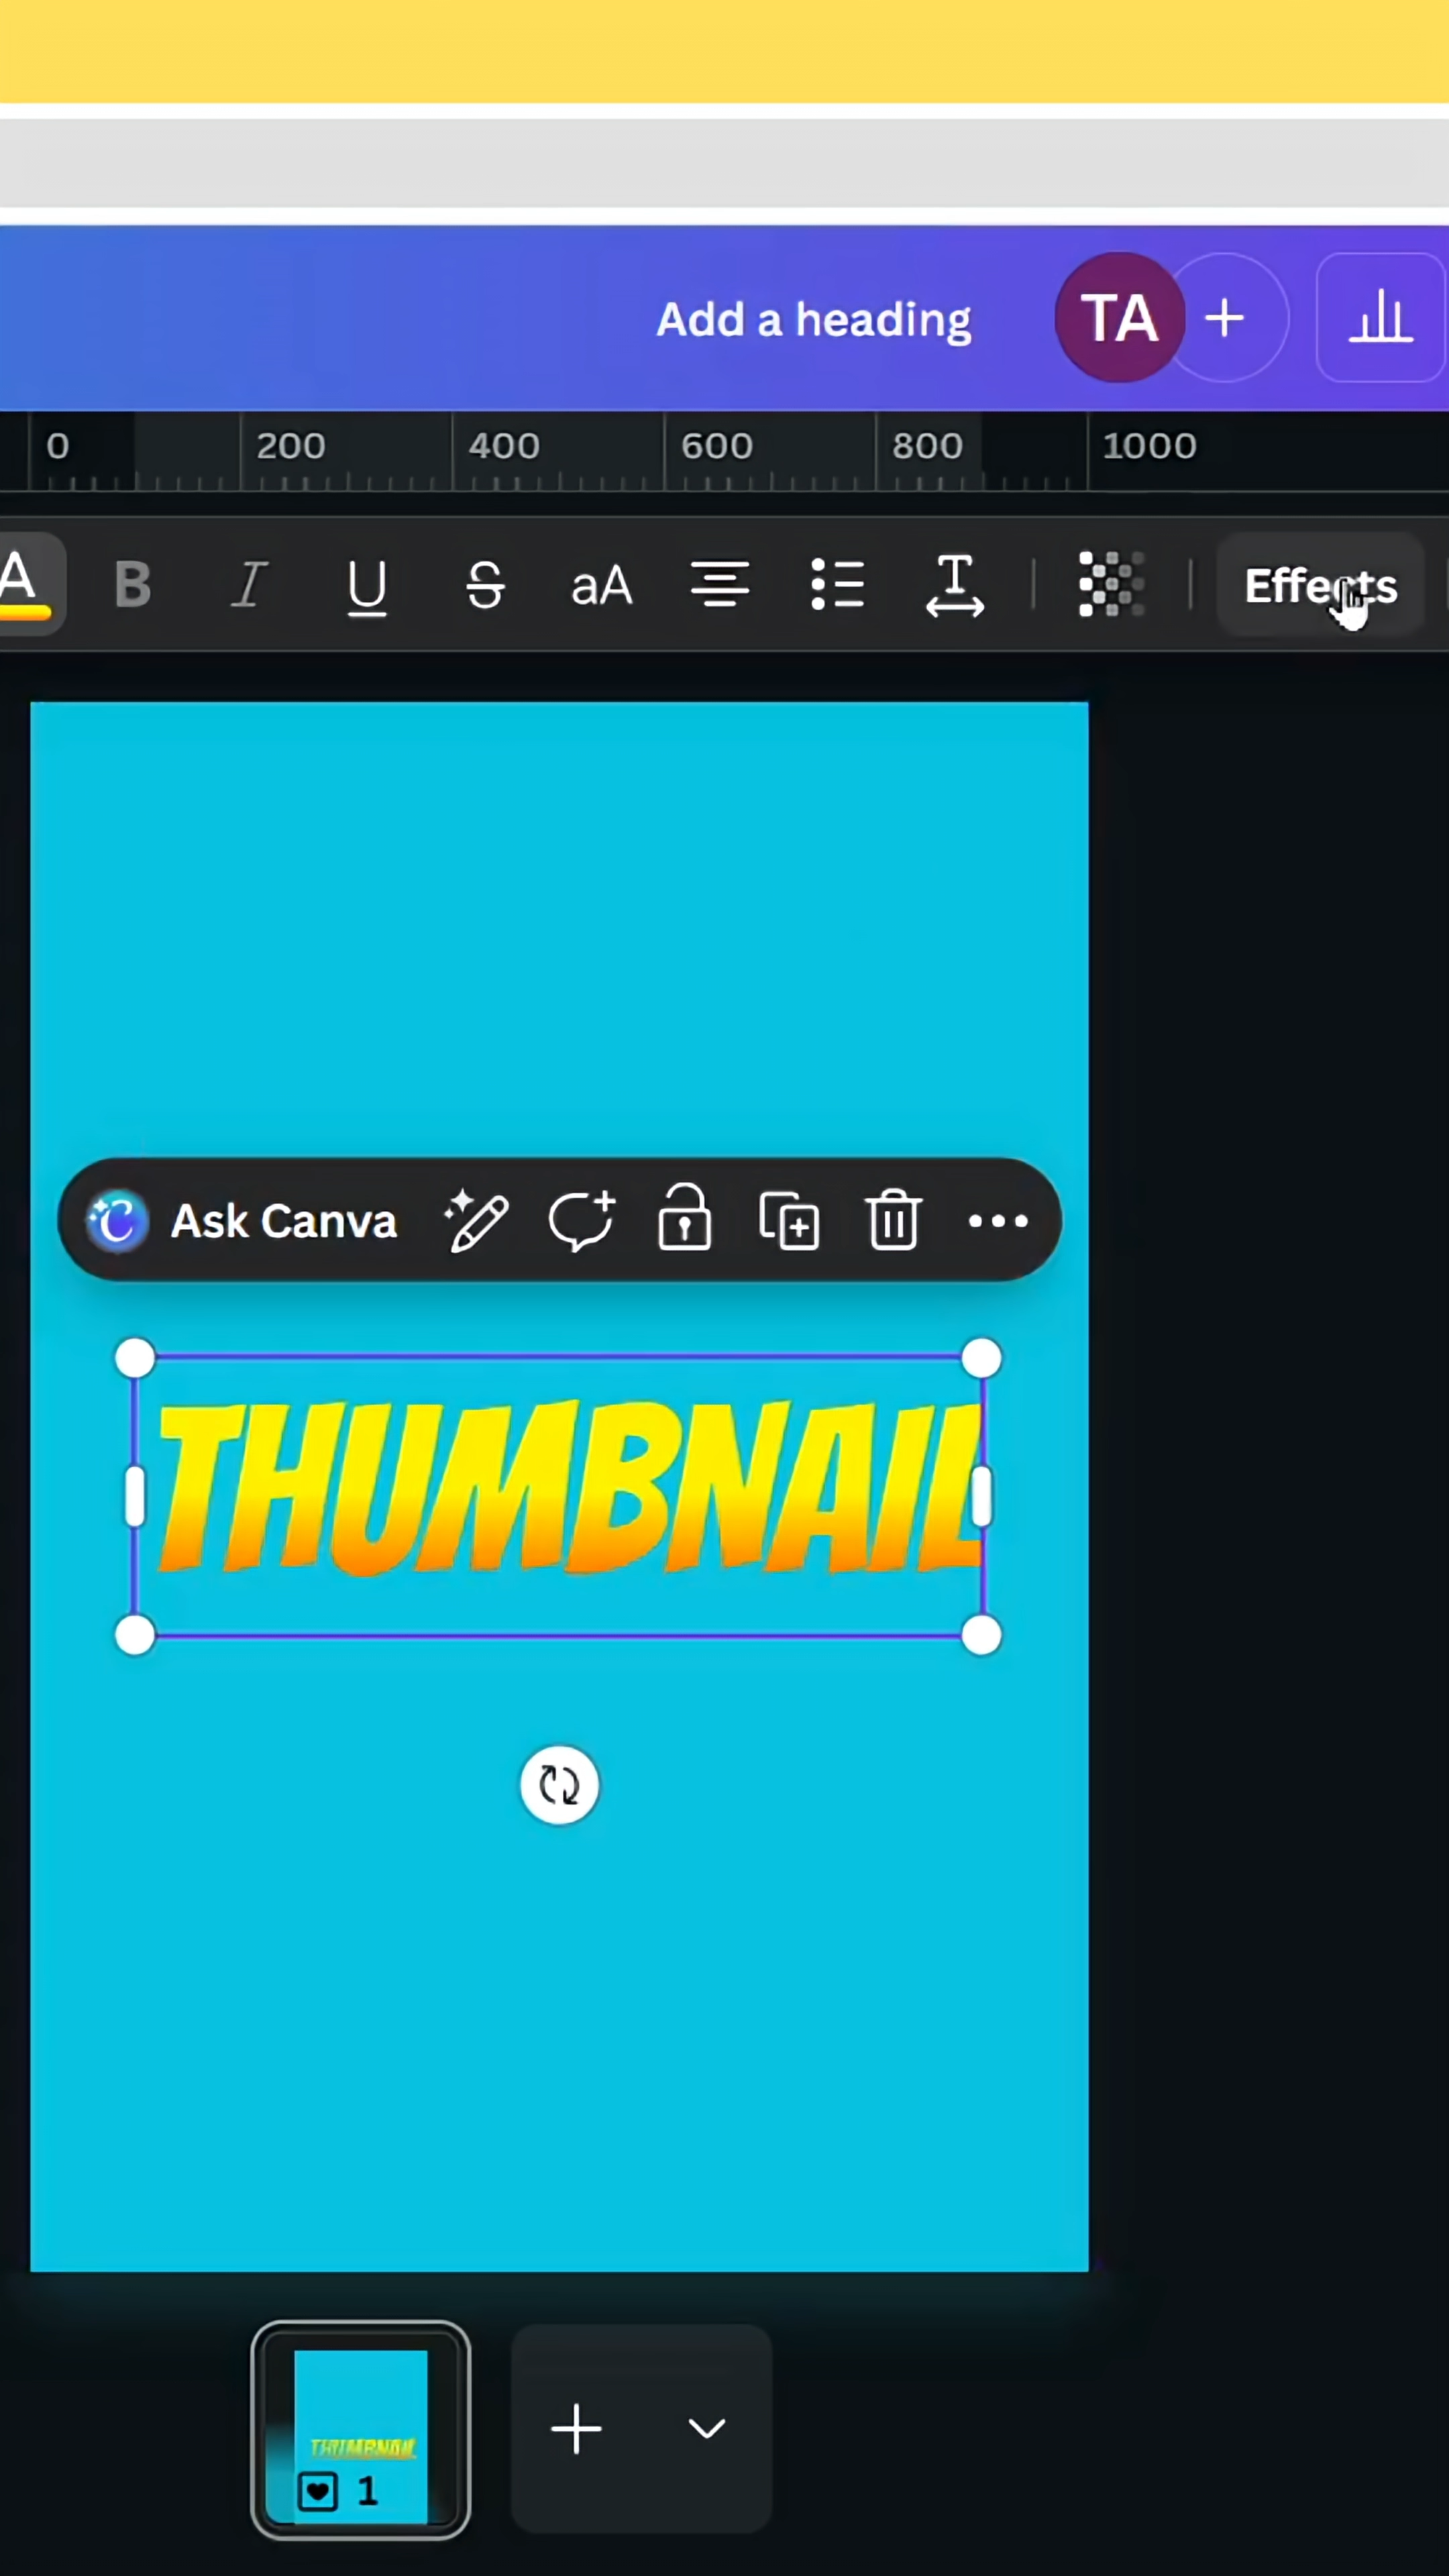 Add a heading TA +
0 200 400 600 800 1000
A B I U S aA T Effects
Ask Canva
THUMBNAIL
THUMBNAIL
1